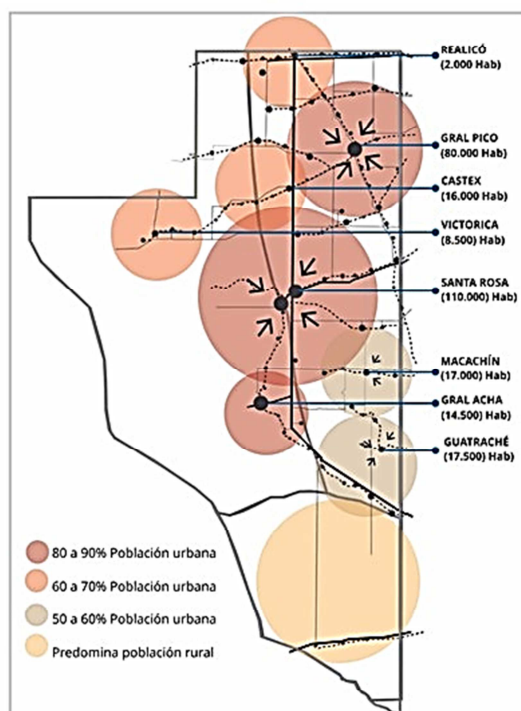 REALICÓ
(2.000 Hab)
GRAL PICO
(80.000 Hab)
CASTEX
(16.000 Hab)
VICTORICA
(8.500) Hab)
SANTA ROSA
(110.000) Hab)
MACACHÍN
(17.000 Hab)
GRAL ACHA
(14.500) Hab)
GUATRACHÉ
(17.500) Hab)
80 a 90% Población urbana
60 a 70% Población urbana
50 a 60% Población urbana
Predomina población rural